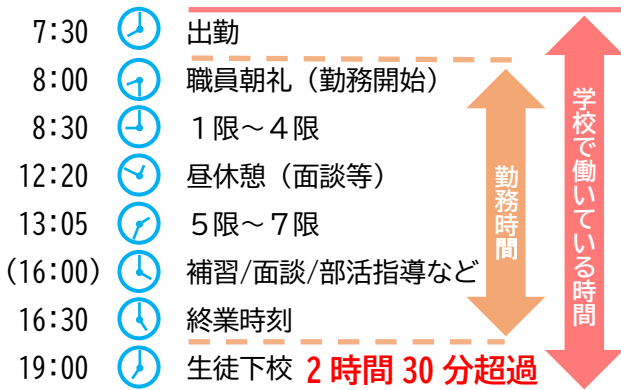 7:30 出勤
8:00 職員朝礼（勤務開始）
8:30 １限～４限
12:20 昼休憩（面談等）
13:05 ５限～７限
(16:00) 補習/面談/部活指導など
16:30 終業時刻
19:00 生徒下校 2時間30分超過
勤務時間
学校で働いている時間